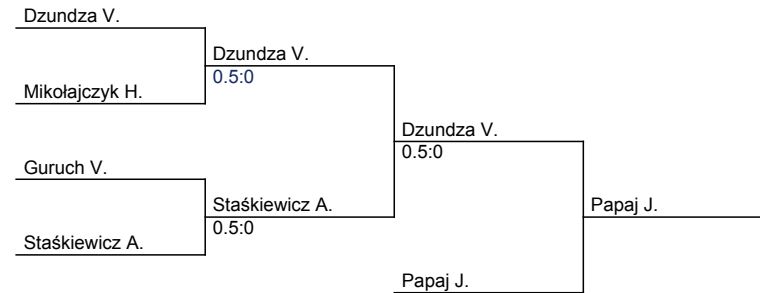 Dzundza V.
Dzundza V.
0.5:0
Mikołajczyk H.
Dzundza V.
0.5:0
Guruch V.
Staśkiewicz A.
Papaj J.
0.5:0
Staśkiewicz A.
Papaj J.